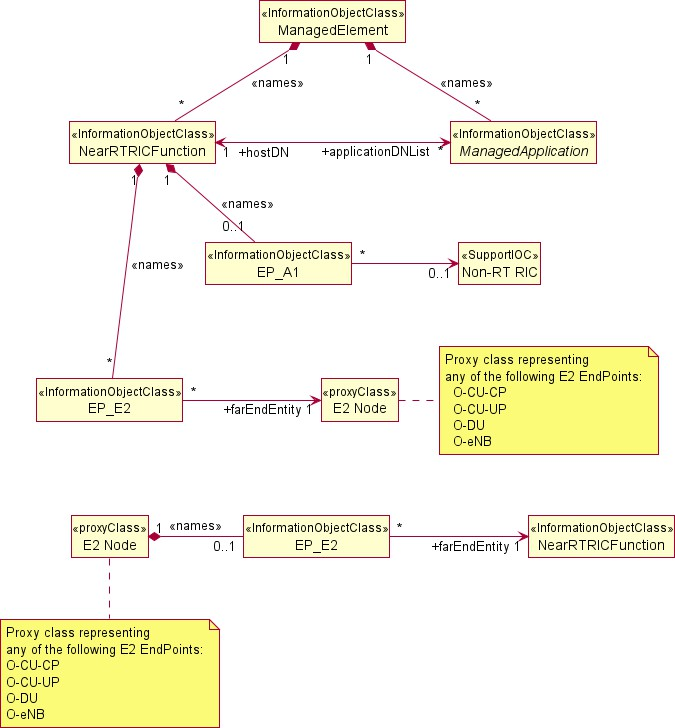 «InformationObjectClass»
ManagedElement
1
1
«names»
«names»
*
*
«InformationObjectClass»
NearRTRICFunction
1
+hostDN
+applicationDNList
*
«InformationObjectClass»
ManagedApplication
1
1
«names»
0..1
«names»
«InformationObjectClass»
EP_A1
*
0..1
«SupportIOC»
Non-RT RIC
*
«InformationObjectClass»
EP_E2
*
+farEndEntity 1
«proxyClass»
E2 Node
Proxy class representing
any of the following E2 EndPoints:
O-CU-CP
O-CU-UP
O-DU
O-eNB
«proxyClass»
E2 Node
1
«names»
0..1
«InformationObjectClass»
EP_E2
*
+farEndEntity 1
«InformationObjectClass»
NearRTRICFunction
Proxy class representing
any of the following E2 EndPoints:
O-CU-CP
O-CU-UP
O-DU
O-eNB